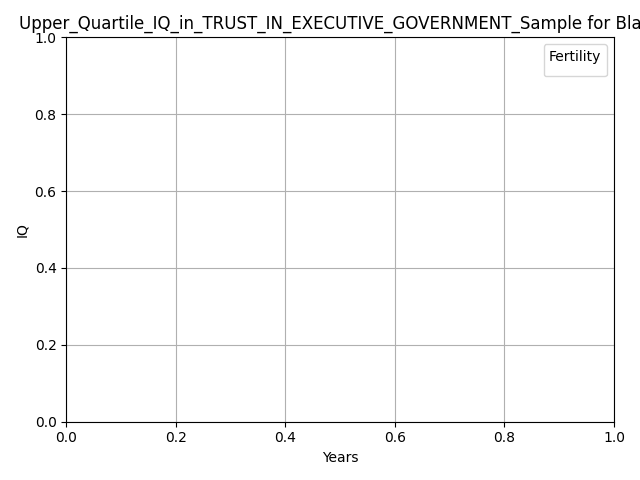 Upper_Quartile_IQ_in_TRUST_IN_EXECUTIVE_GOVERNMENT_Sample for Bla
Fertility
1.0
0.8
0.6
0.4
0.2
0.0
IQ
0.0 0.2 0.4 0.6 0.8 1.0
Years